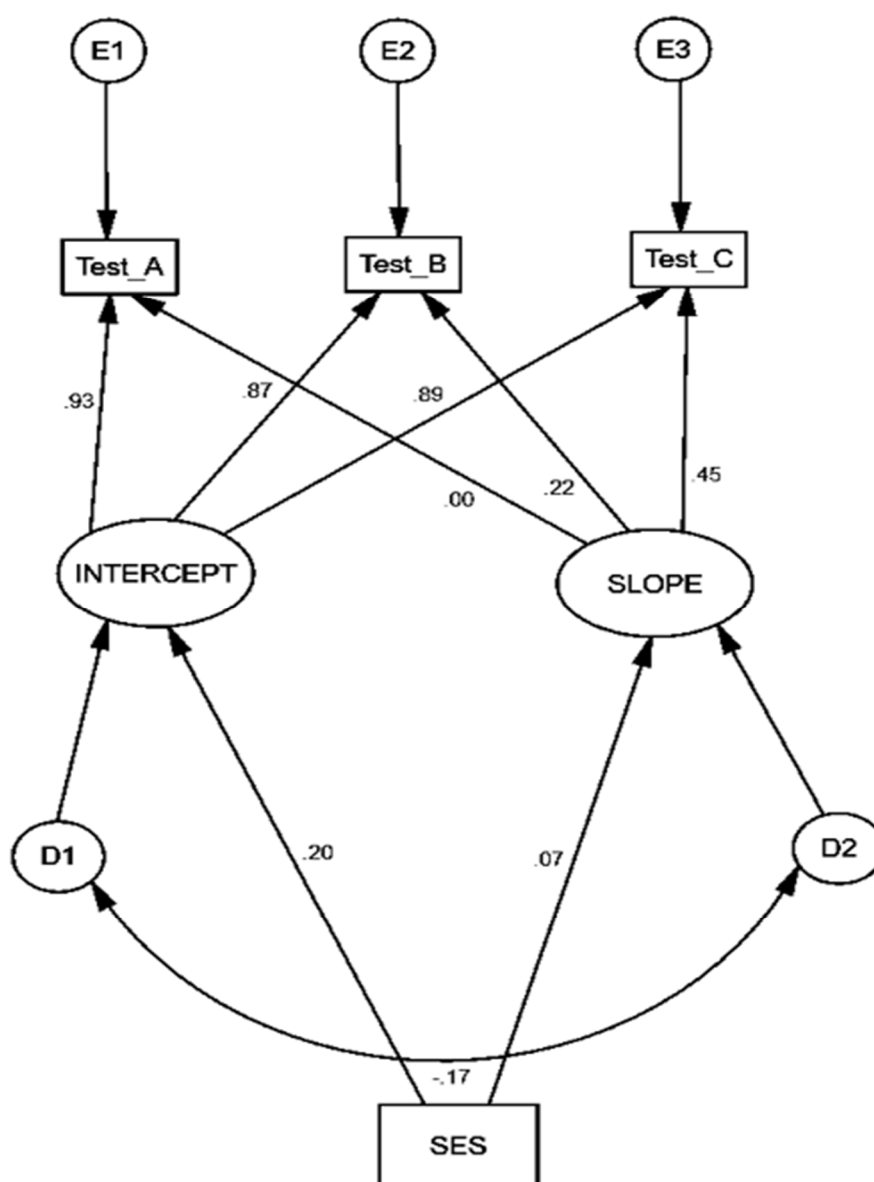 E1
E2
E3
Test_A
Test_B
Test_C
.93
.87
.89
.00
.22
.45
INTERCEPT
SLOPE
D1
D2
.20
.07
-.17
SES